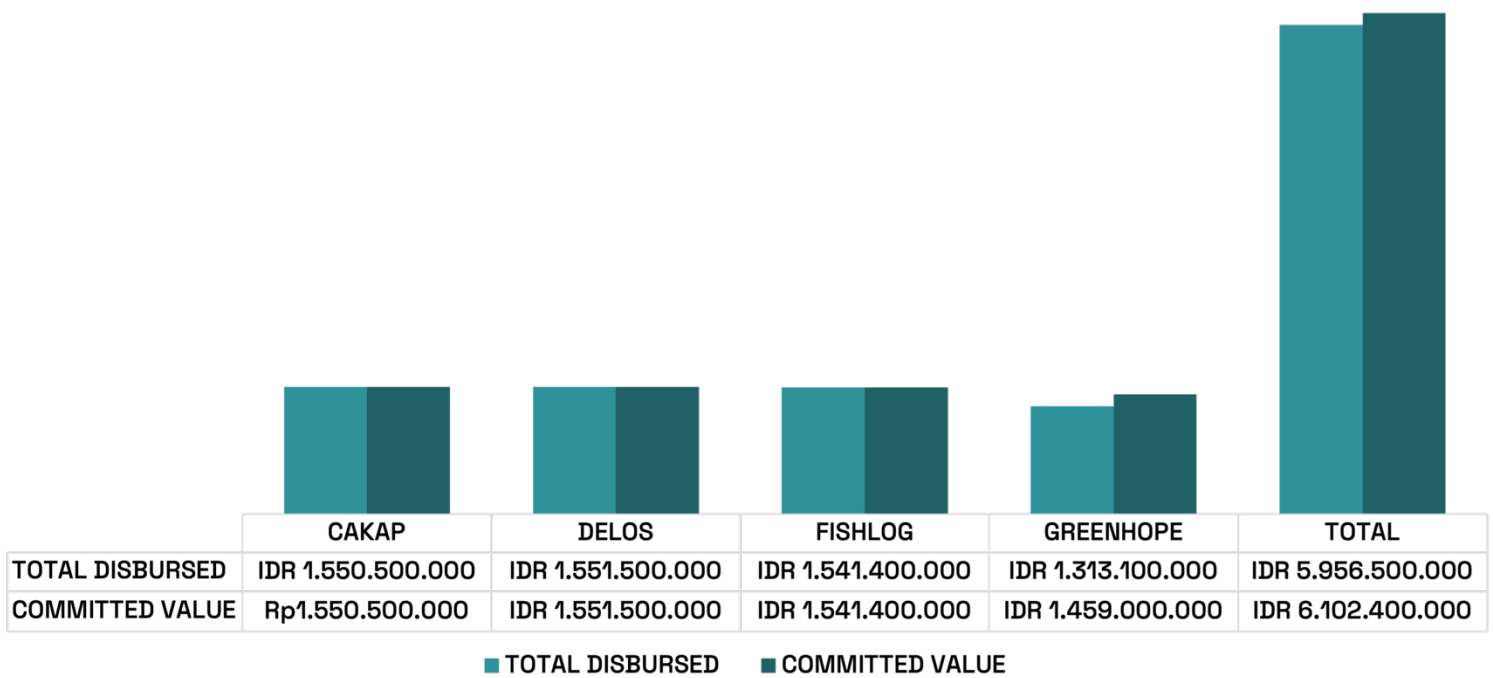 CAKAP DELOS FISHLOG GREENHOPE TOTAL
TOTAL DISBURSED IDR 1.550.500.000 IDR 1.551.500.000 IDR 1.541.400.000 IDR 1.313.100.000 IDR 5.956.500.000
COMMITTED VALUE Rp1.550.500.000 IDR 1.551.500.000 IDR 1.541.400.000 IDR 1.459.000.000 IDR 6.102.400.000
TOTAL DISBURSED COMMITTED VALUE